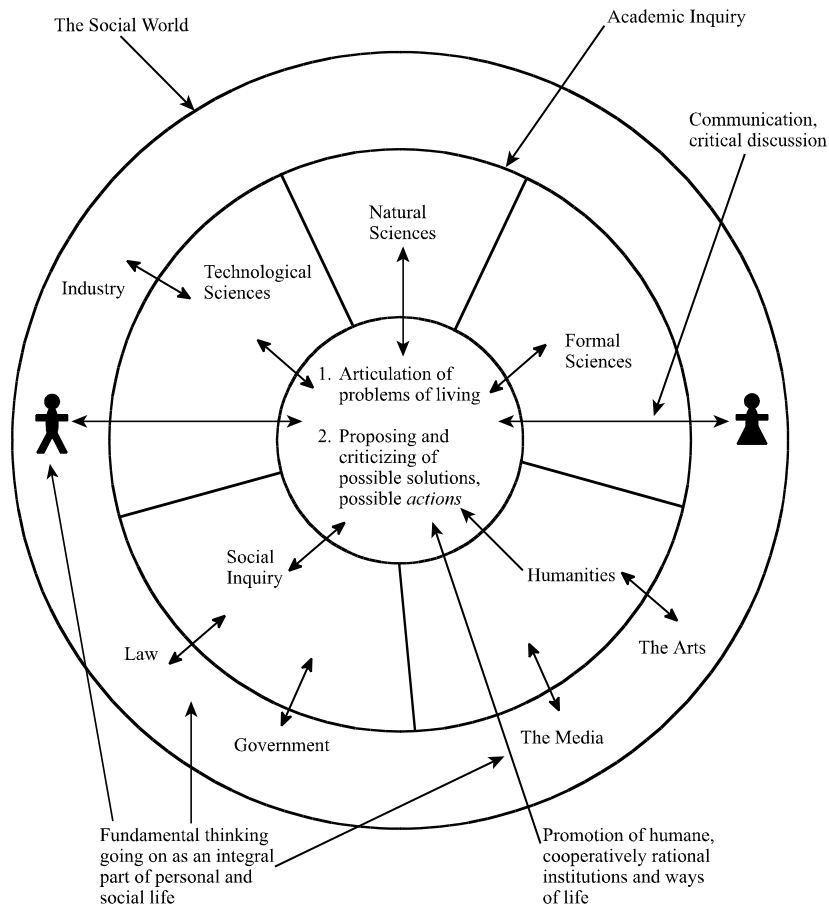 The Social World
Academic Inquiry
Communication,
critical discussion
Natural
Sciences
Technological
Sciences
Industry
Formal
Sciences
1. Articulation of
problems of living
2. Proposing and
criticizing of
possible solutions,
possible actions
Social
Inquiry
Humanities
Law
The Arts
Government
The Media
Fundamental thinking
going on as an integral
part of personal and
social life
Promotion of humane,
cooperatively rational
institutions and ways
of life